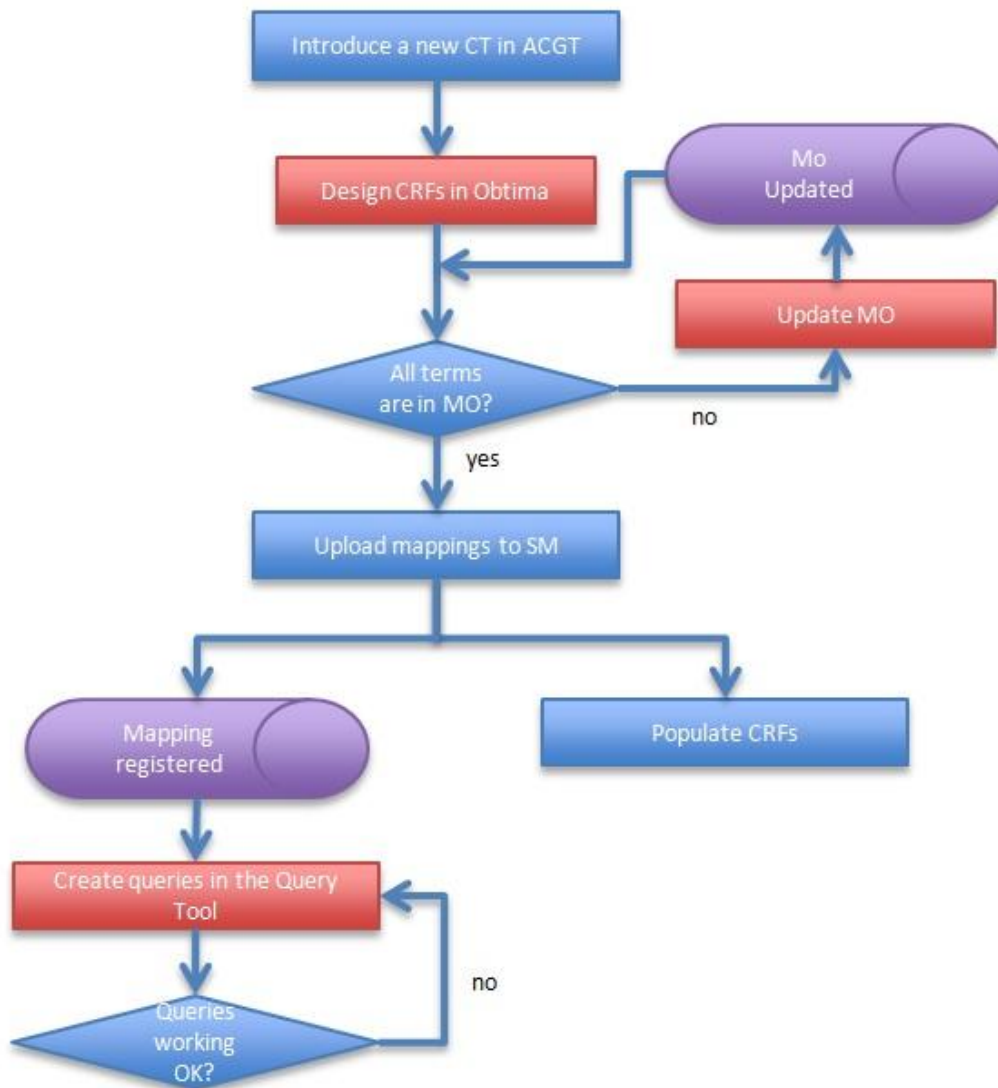 Introduce a new CT in ACGT
Design CRFs in Obtima
Mo
Updated
Update MO
All terms
are in MO?
no
yes
Upload mappings to SM
Mapping
registered
Populate CRFs
Create queries in the Query
Tool
no
Queries
working
OK?